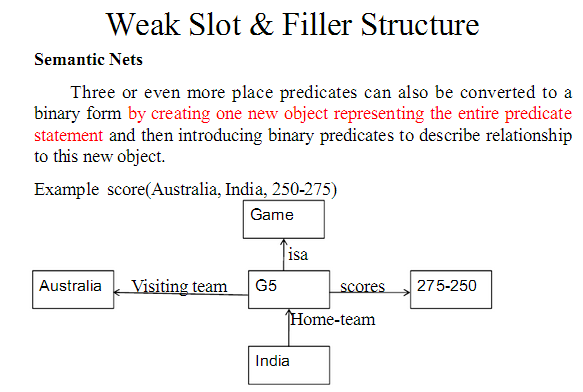 Weak Slot & Filler Structure
Semantic Nets
Three or even more place predicates can also be converted to a
binary form by creating one new object representing the entire predicate
statement and then introducing binary predicates to describe relationship
to this new object.
Example score(Australia, India, 250-275)
Game
isa
Australia Visiting team G5 scores 275-250
Home-team
India